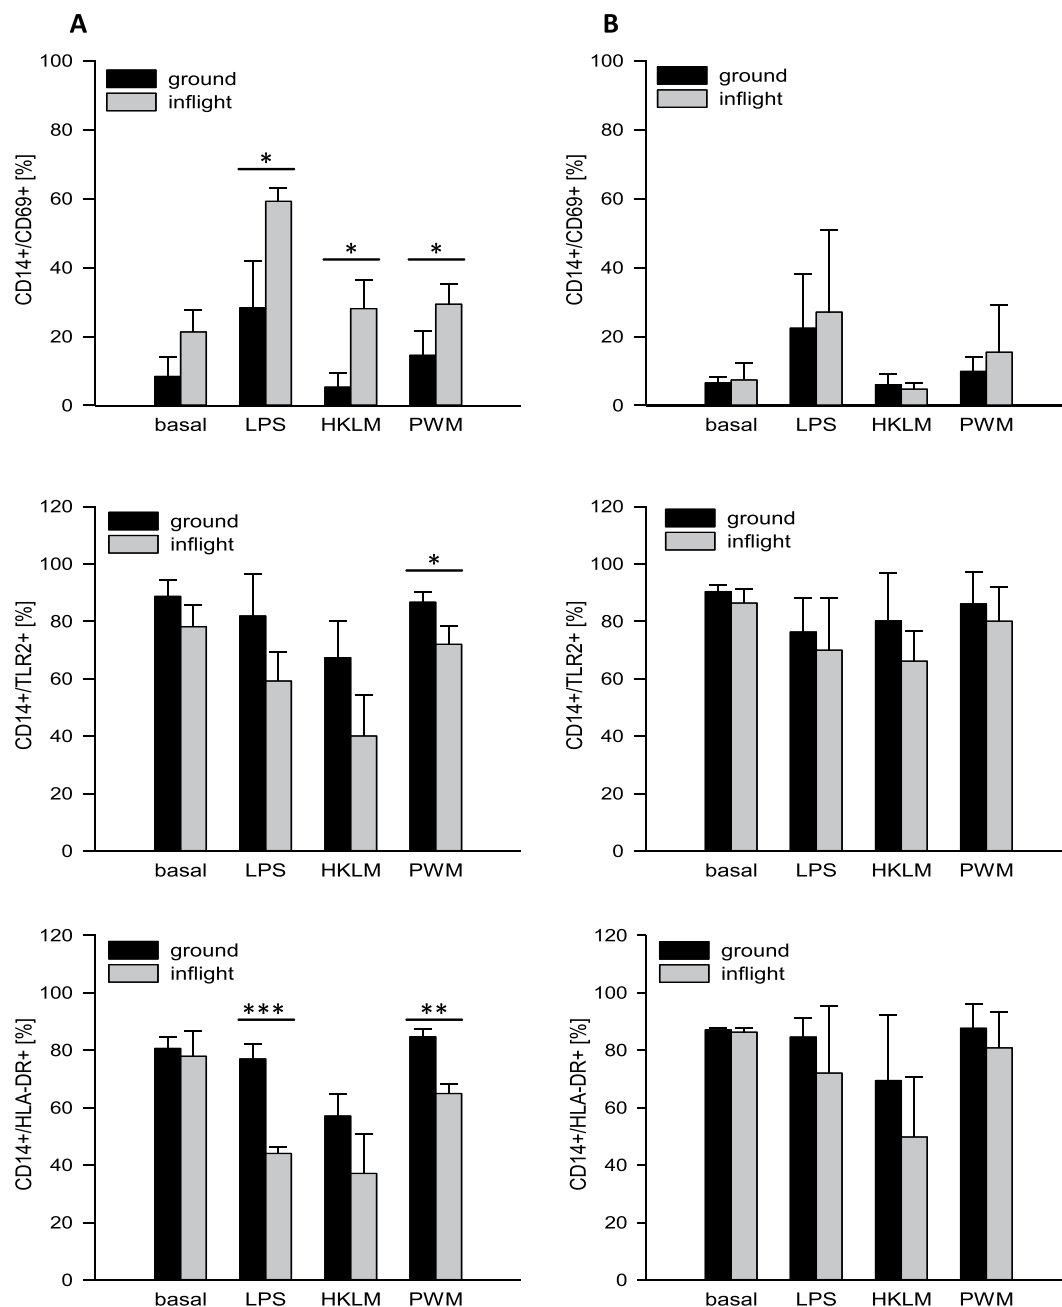 A
CD14+/CD69+ [%]
100
80
60
40
20
0
ground
inflight
*
*
*
basal LPS HKLM PWM
B
CD14+/CD69+ [%]
100
80
60
40
20
0
ground
inflight
basal LPS HKLM PWM
CD14+/TLR2+ [%]
120
100
80
60
40
20
0
ground
inflight
*
basal LPS HKLM PWM
CD14+/TLR2+ [%]
120
100
80
60
40
20
0
ground
inflight
basal LPS HKLM PWM
CD14+/HLA-DR+ [%]
120
100
80
60
40
20
0
ground
inflight
***
**
basal LPS HKLM PWM
CD14+/HLA-DR+ [%]
120
100
80
60
40
20
0
ground
inflight
basal LPS HKLM PWM